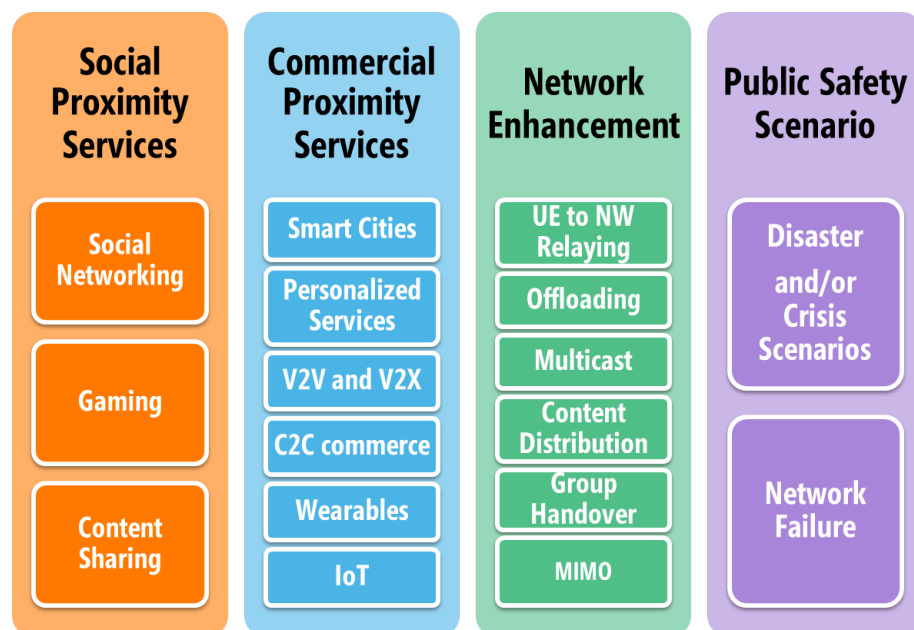 Social
Proximity
Services
Social
Networking
Gaming
Content
Sharing
Commercial
Proximity
Services
Smart Cities
Personalized
Services
V2V and V2X
C2C commerce
Wearables
IoT
Network
Enhancement
UE to NW
Relaying
Offloading
Multicast
Content
Distribution
Group
Handover
MIMO
Public Safety
Scenario
Disaster
and/or
Crisis
Scenarios
Network
Failure